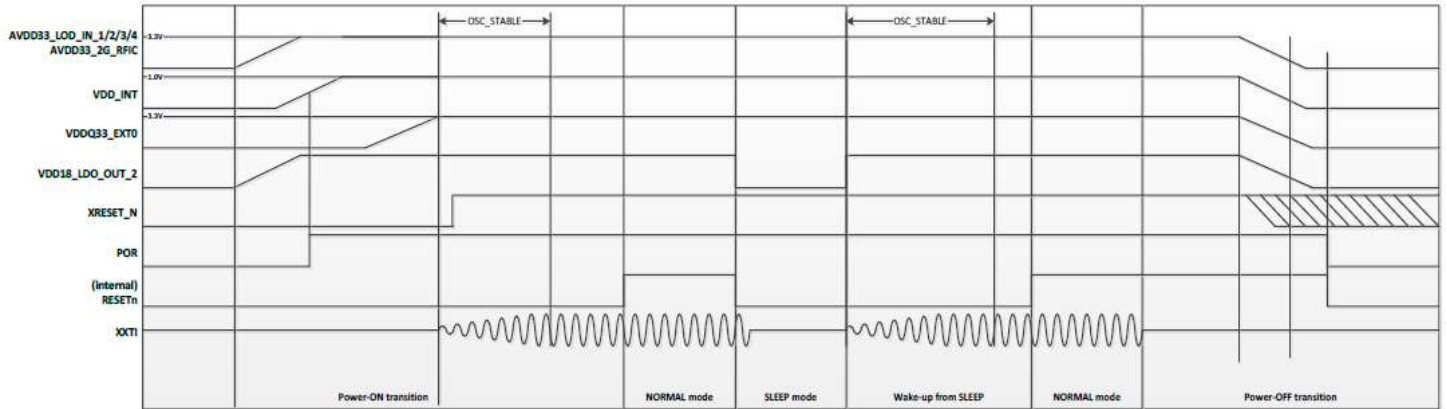 OSC_STABLE
OSC_STABLE
AVDD33_LOD_IN_1/2/3/4
3.3V
AVDD33_2G_RFIC
1.0V
VDD_INT
3.3V
VDDQ33_EXT0
VDD18_LDO_OUT_2
XRESET_N
POR
(internal)
RESETn
XXTI
Power-ON transition
NORMAL mode
SLEEP mode
Wake-up from SLEEP
NORMAL mode
Power-OFF transition